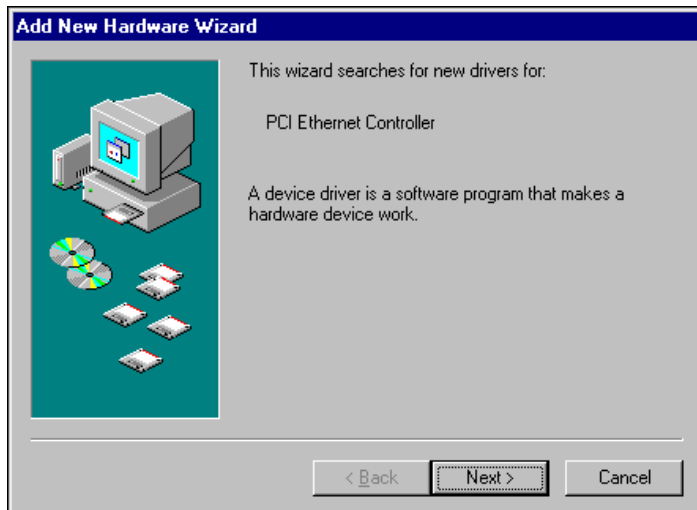 Add New Hardware Wizard
This wizard searches for new drivers for:
PCI Ethernet Controller
A device driver is a software program that makes a
hardware device work.
< Back
Next >
Cancel